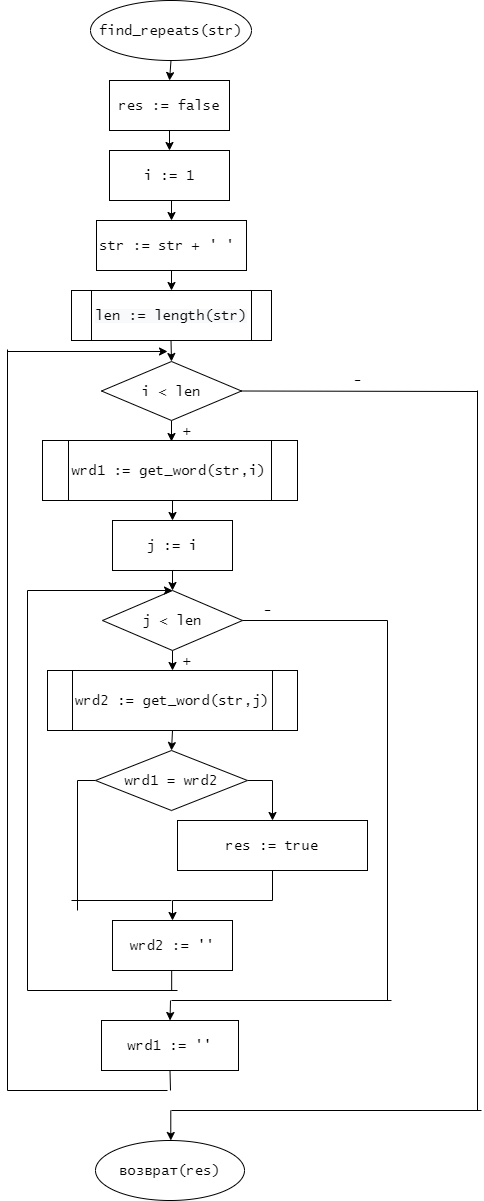 find_repeats(str)
res := false
i := 1
str := str + ' '
len := length(str)
i < len
-
+
wrd1 := get_word(str,i)
j := i
j < len
-
+
wrd2 := get_word(str,j)
wrd1 = wrd2
res := true
wrd2 := ''
wrd1 := ''
возврат(res)